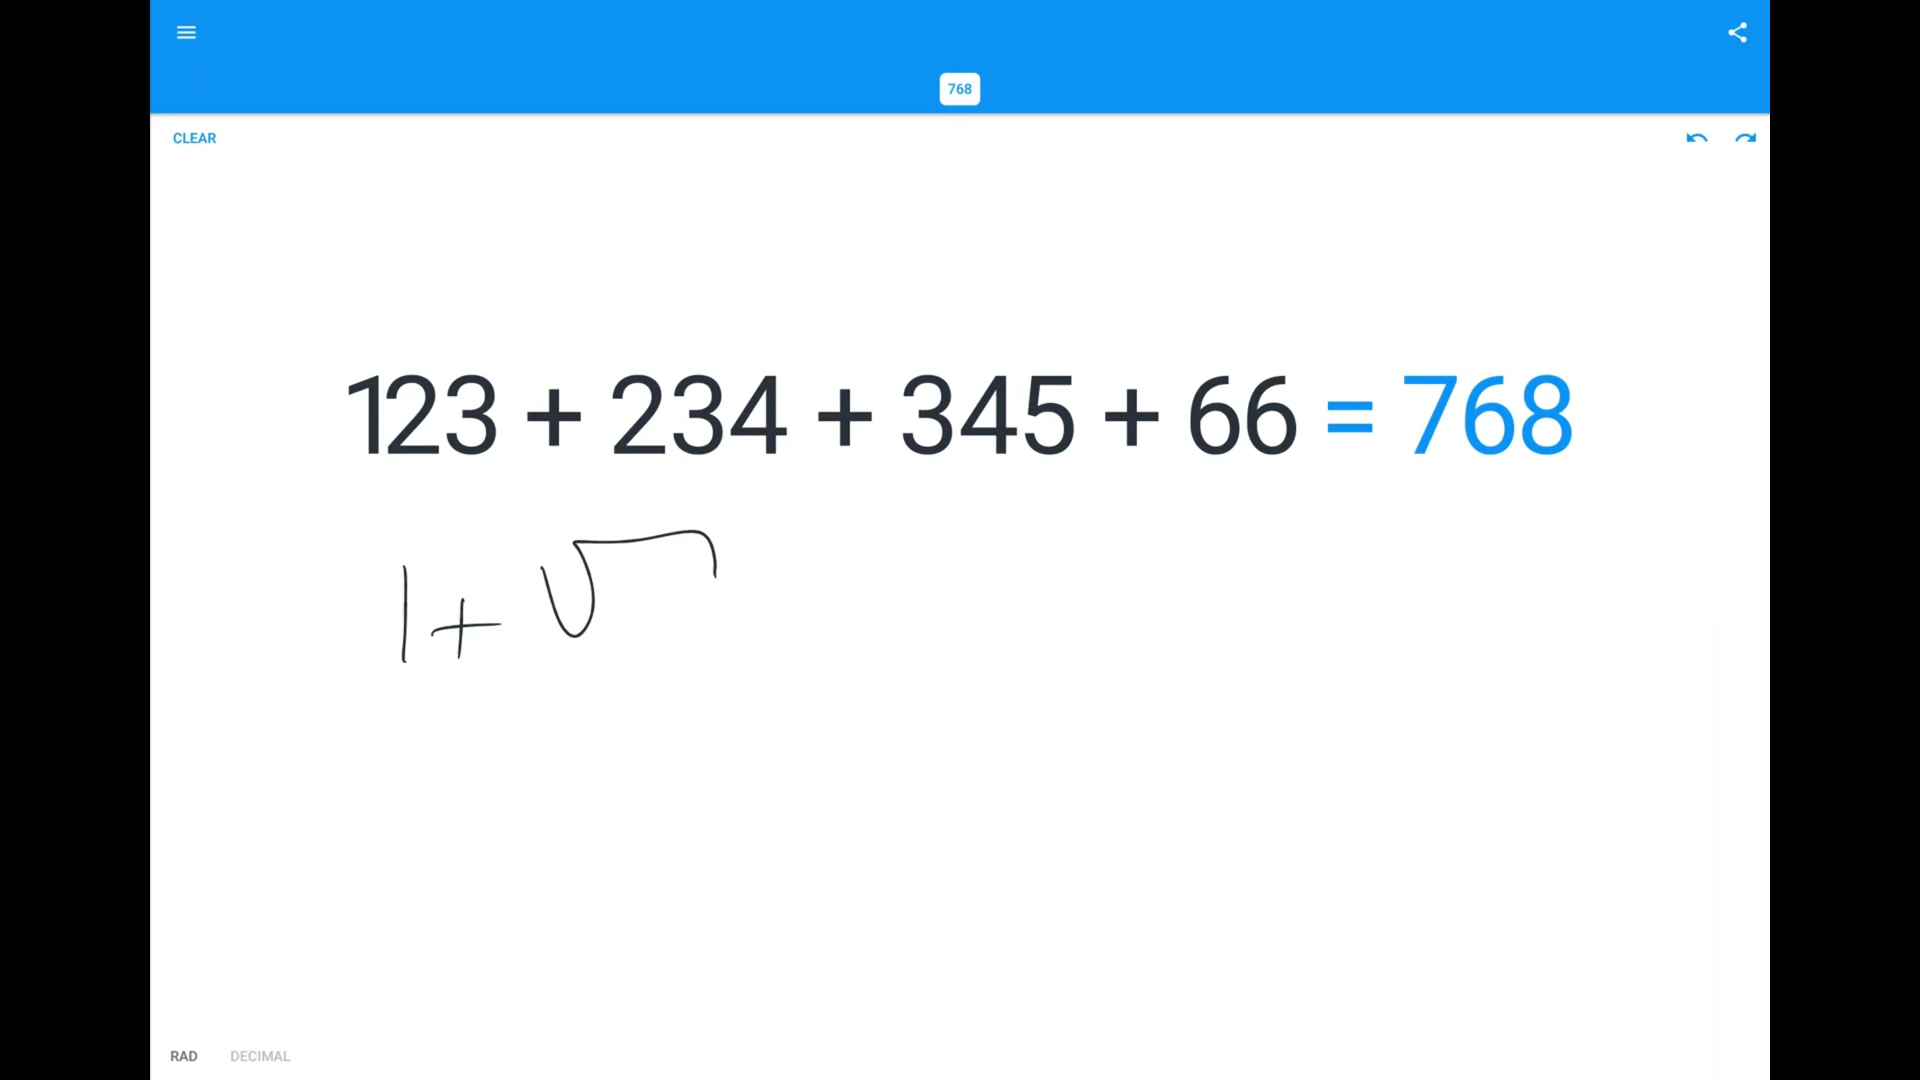 768
CLEAR
123 + 234 + 345 + 66 = 768
1 + √
RAD DECIMAL